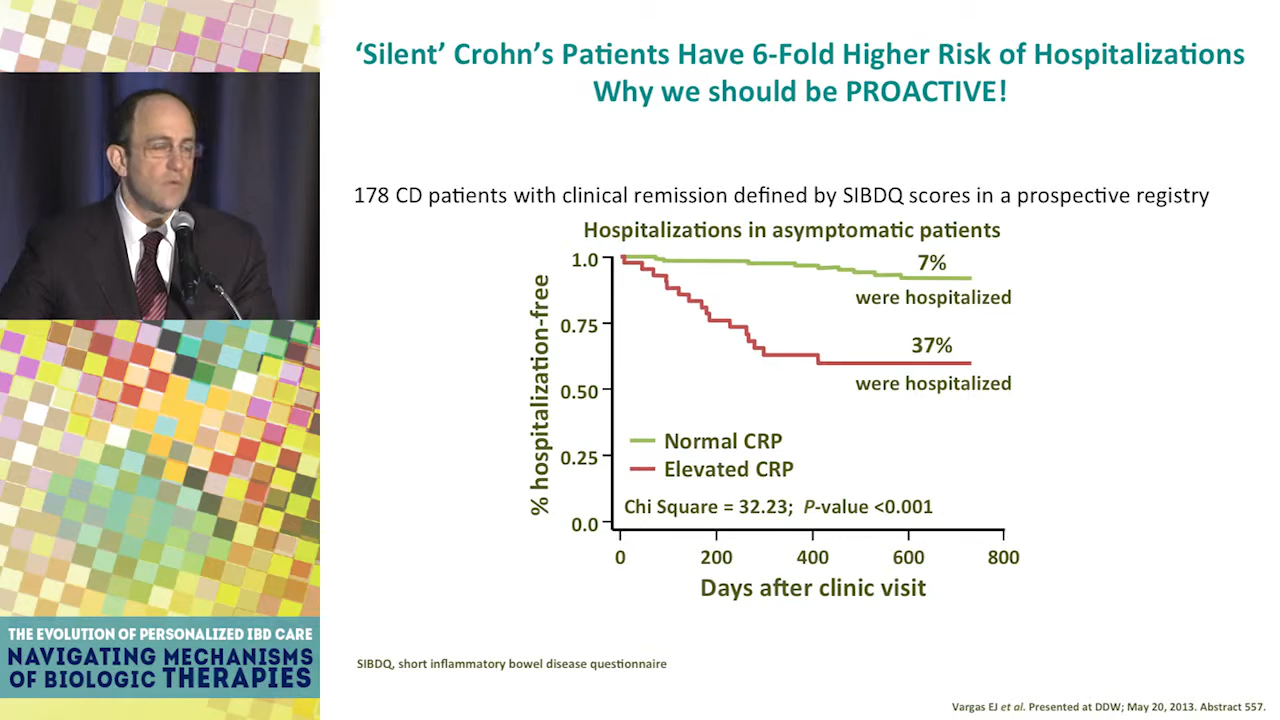 ‘Silent’ Crohn’s Patients Have 6-Fold Higher Risk of Hospitalizations
Why we should be PROACTIVE!
178 CD patients with clinical remission defined by SIBDQ scores in a prospective registry
Hospitalizations in asymptomatic patients
% hospitalization-free
1.0
0.75
0.50
0.25
0.0
7%
were hospitalized
37%
were hospitalized
Normal CRP
Elevated CRP
Chi Square = 32.23; P-value <0.001
0 200 400 600 800
Days after clinic visit
SIBDQ, short inflammatory bowel disease questionnaire
Vargas EJ et al. Presented at DDW; May 20, 2013. Abstract 557.
THE EVOLUTION OF PERSONALIZED IBD CARE
NAVIGATING MECHANISMS
OF BIOLOGIC THERAPIES